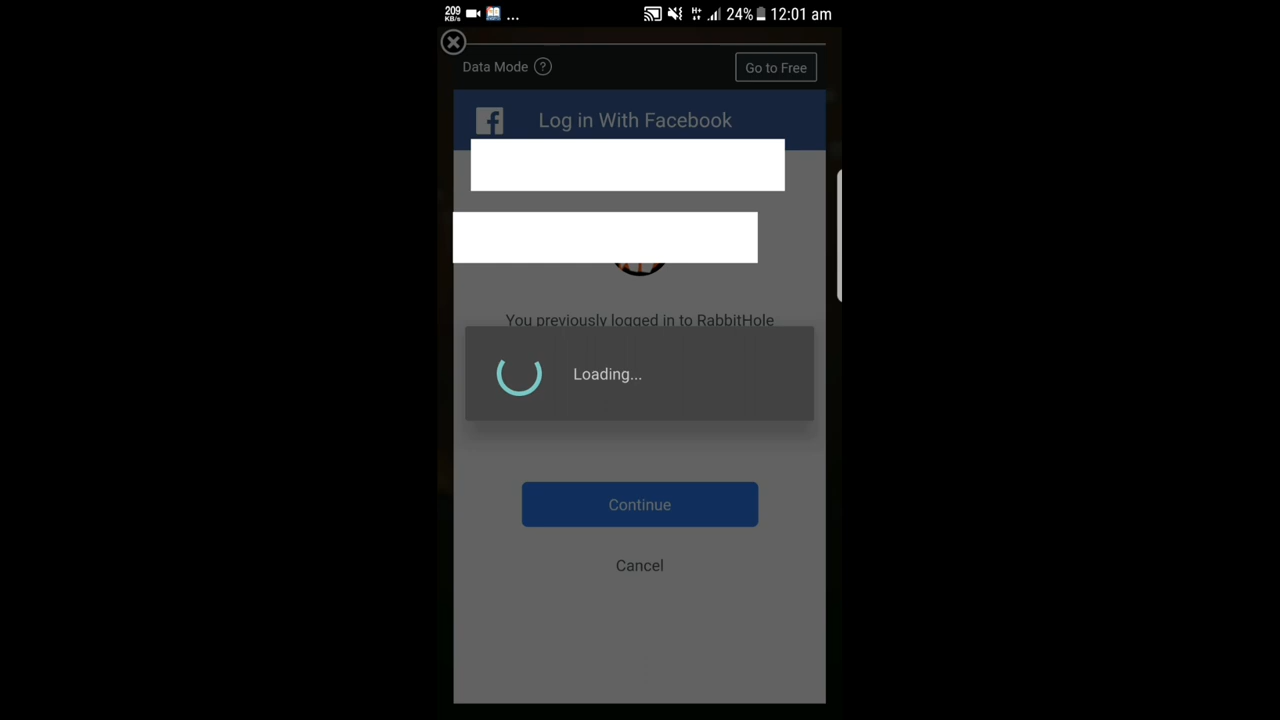 209
KB/s
... H+ 24% 12:01 am
Data Mode ? Go to Free
f Log in With Facebook
You previously logged in to RabbitHole
Loading...
Continue
Cancel